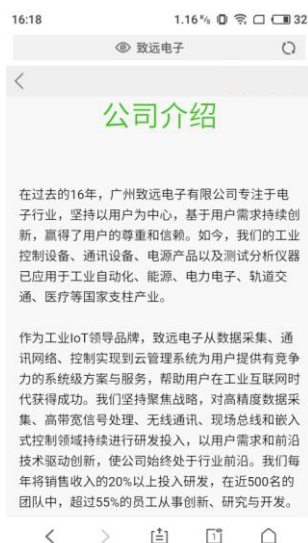 16:18
1.16 K/s
32
致远电子
公司介绍
在过去的16年，广州致远电子有限公司专注于电
子行业，坚持以用户为中心，基于用户需求持续创
新，赢得了用户的尊重和信赖。如今，我们的工业
控制设备、通讯设备、电源产品以及测试分析仪器
已应用于工业自动化、能源、电力电子、轨道交
通、医疗等国家支柱产业。
作为工业IoT领导品牌，致远电子从数据采集、通
讯网络、控制实现到云管理系统为用户提供有竞争
力的系统级方案与服务，帮助用户在工业互联网时
代获得成功。我们坚持聚焦战略，对高精度数据采
集、高带宽信号处理、无线通讯、现场总线和嵌入
式控制领域持续进行研发投入，以用户需求和前沿
技术驱动创新，使公司始终处于行业前沿。我们每
年将销售收入的20%以上投入研发，在近500名的
团队中，超过55%的员工从事创新、研究与开发。
1